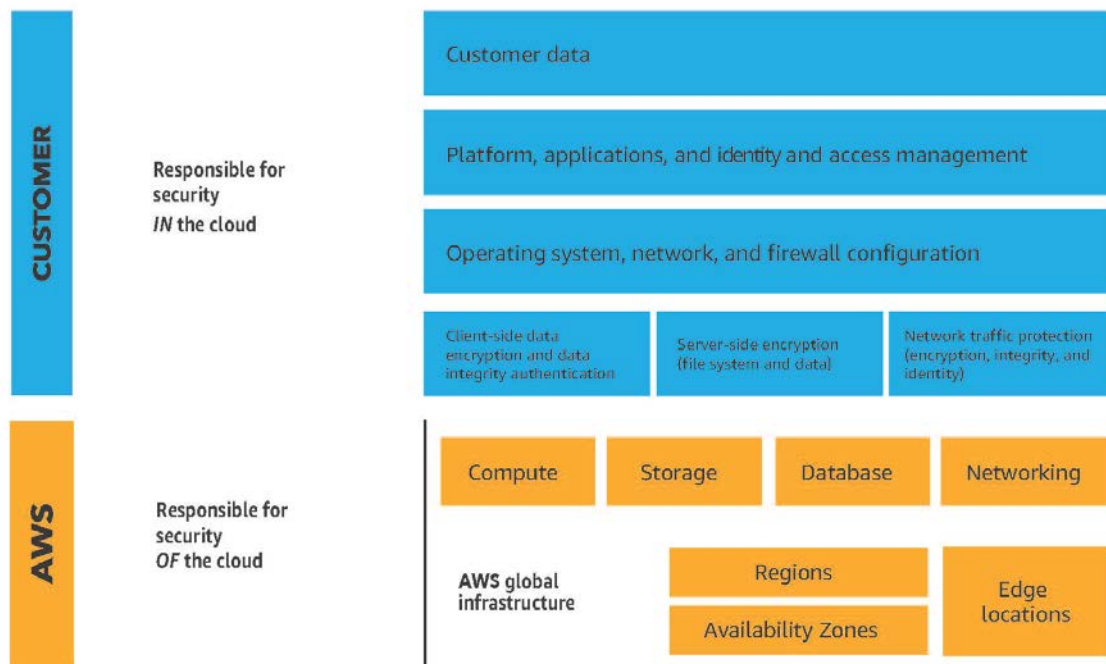 CUSTOMER
Responsible for
security
IN the cloud
Customer data
Platform, applications, and identity and access management
Operating system, network, and firewall configuration
Client-side data
encryption and data
integrity authentication
Server-side encryption
(file system and data)
Network traffic protection
(encryption, integrity, and
identity)
AWS
Responsible for
security
OF the cloud
Compute
Storage
Database
Networking
AWS global
infrastructure
Regions
Availability Zones
Edge
locations